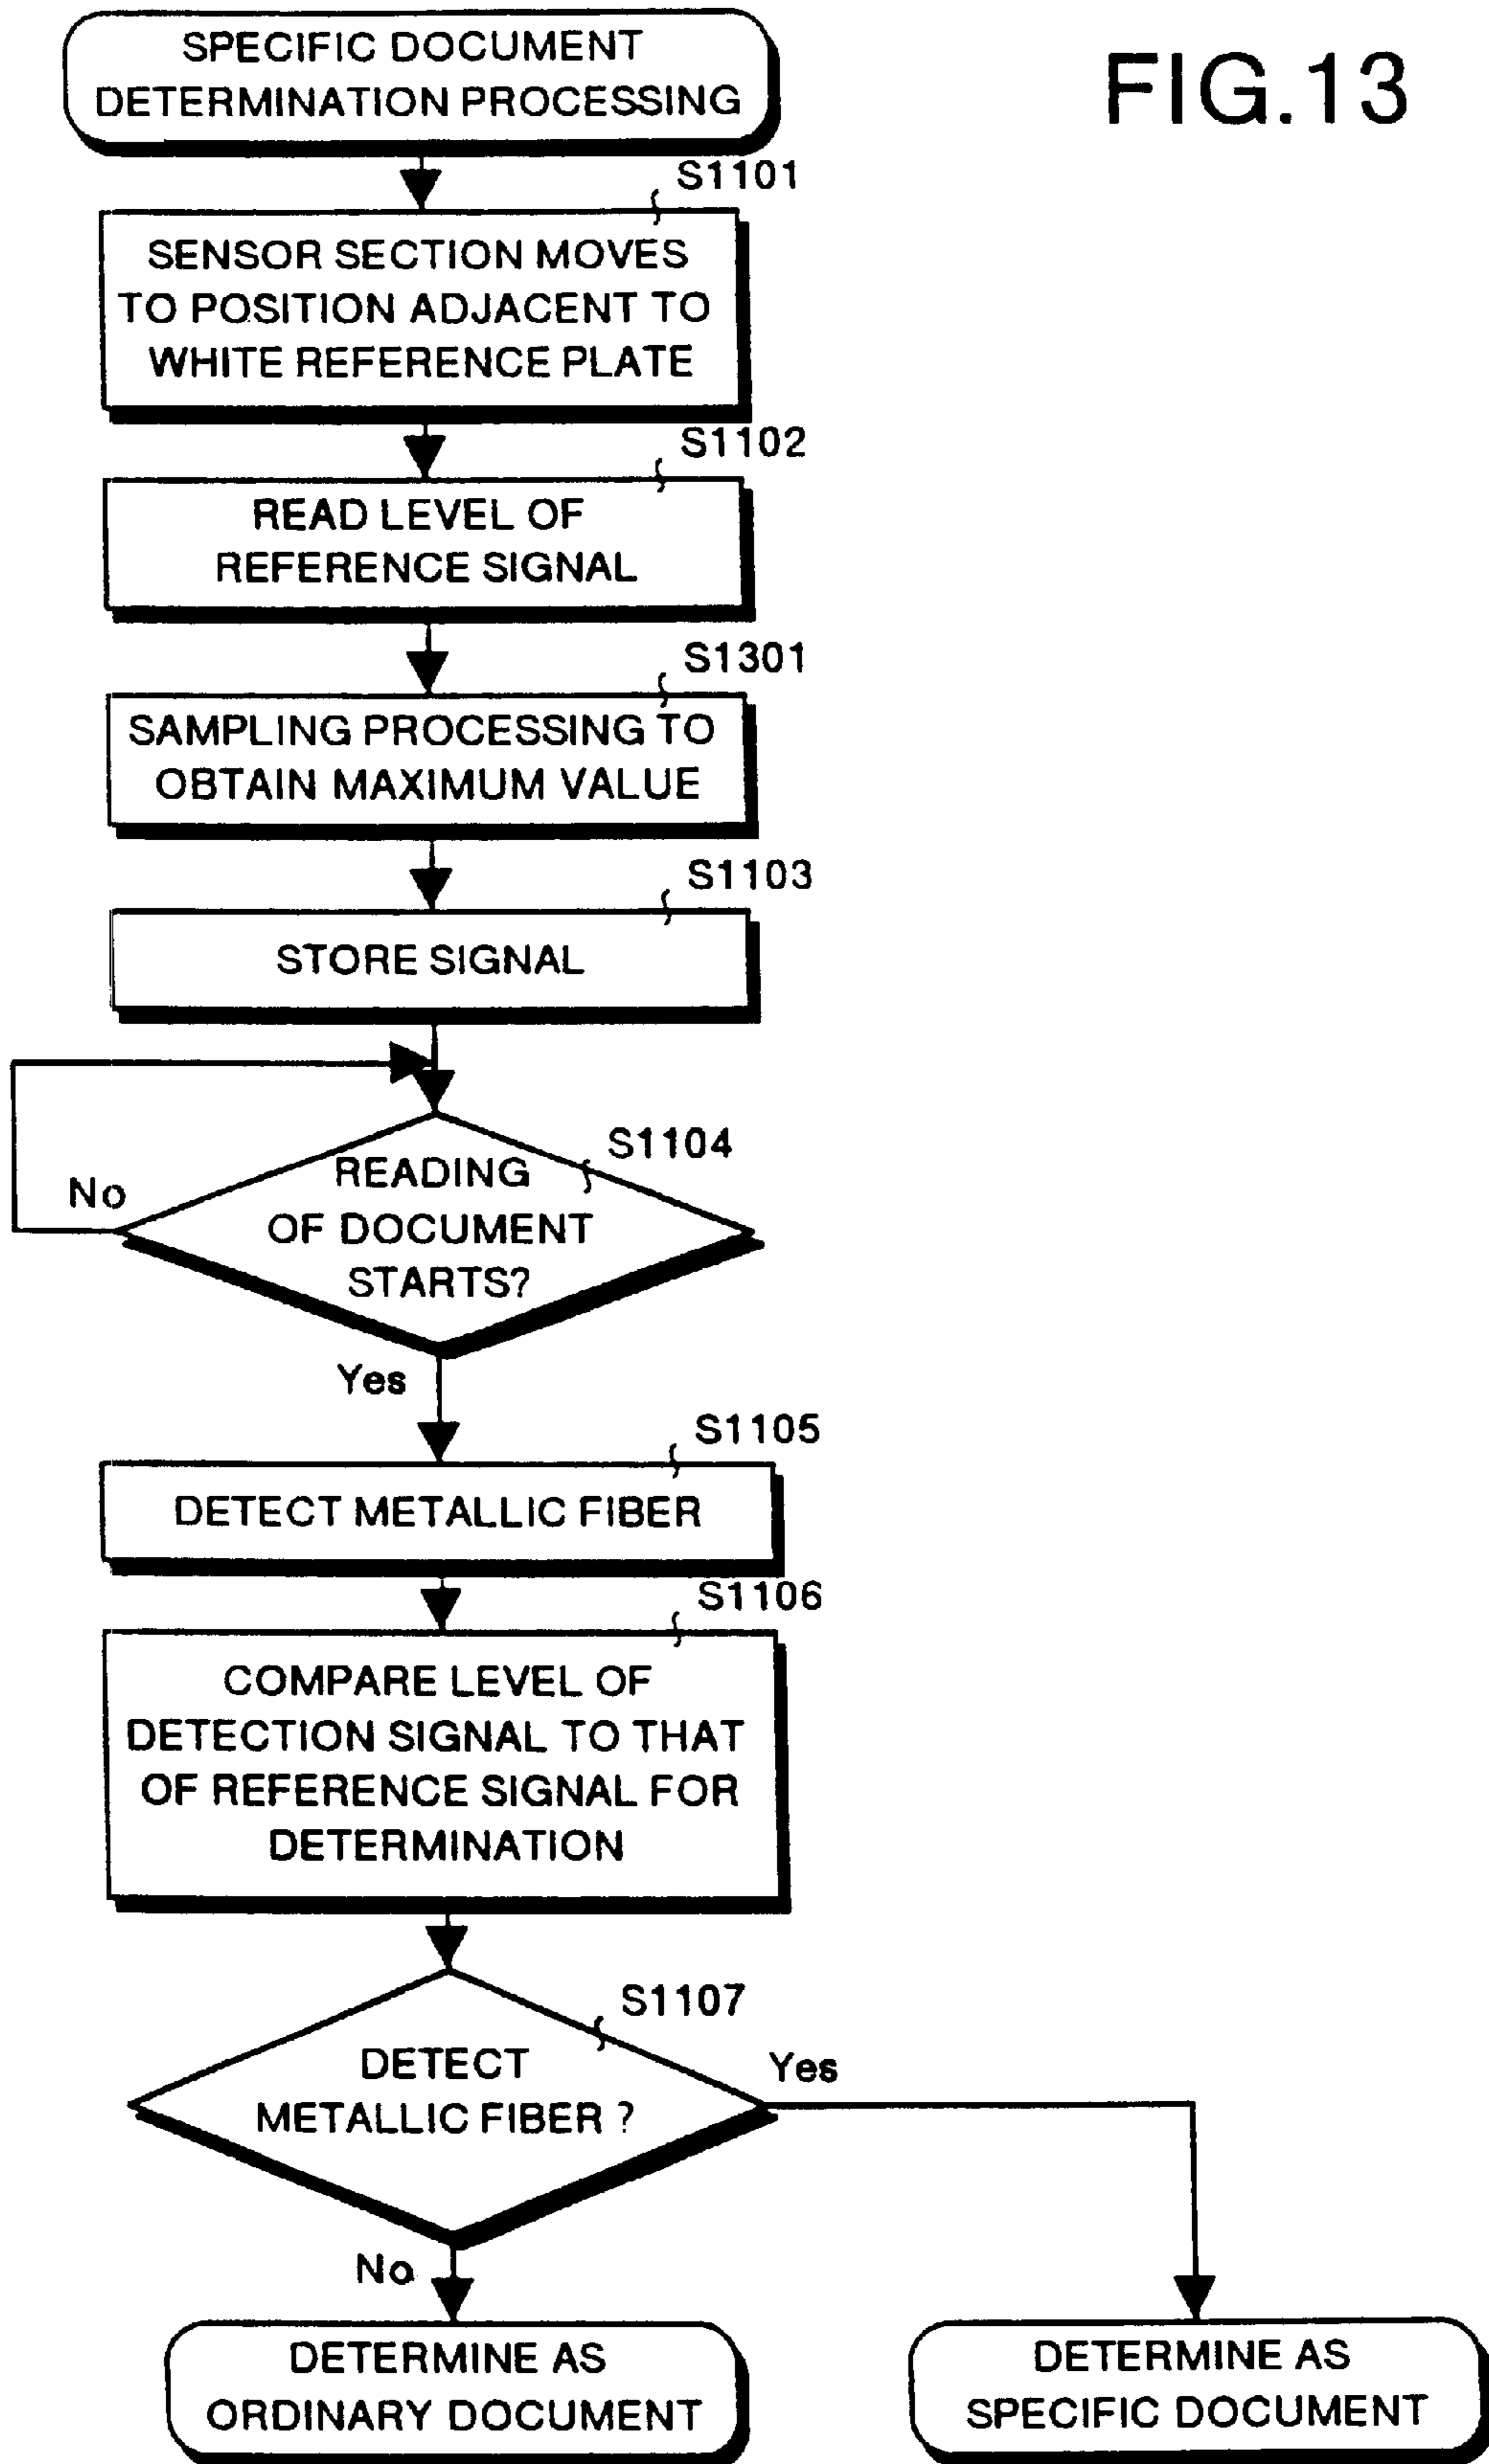 FIG.13
SPECIFIC DOCUMENT
DETERMINATION PROCESSING
S1101
SENSOR SECTION MOVES
TO POSITION ADJACENT TO
WHITE REFERENCE PLATE
S1102
READ LEVEL OF
REFERENCE SIGNAL
S1301
SAMPLING PROCESSING TO
OBTAIN MAXIMUM VALUE
S1103
STORE SIGNAL
S1104
READING
OF DOCUMENT
STARTS?
No
Yes
S1105
DETECT METALLIC FIBER
S1106
COMPARE LEVEL OF
DETECTION SIGNAL TO THAT
OF REFERENCE SIGNAL FOR
DETERMINATION
S1107
DETECT
METALLIC FIBER ?
Yes
No
DETERMINE AS
ORDINARY DOCUMENT
DETERMINE AS
SPECIFIC DOCUMENT